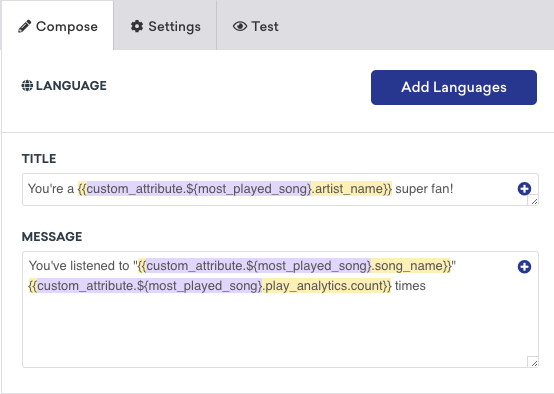 Compose Settings Test
LANGUAGE Add Languages
TITLE
You're a {{custom_attribute.${most_played_song}.artist_name}} super fan!
MESSAGE
You've listened to "{{custom_attribute.${most_played_song}.song_name}}"
{{custom_attribute.${most_played_song}.play_analytics.count}} times